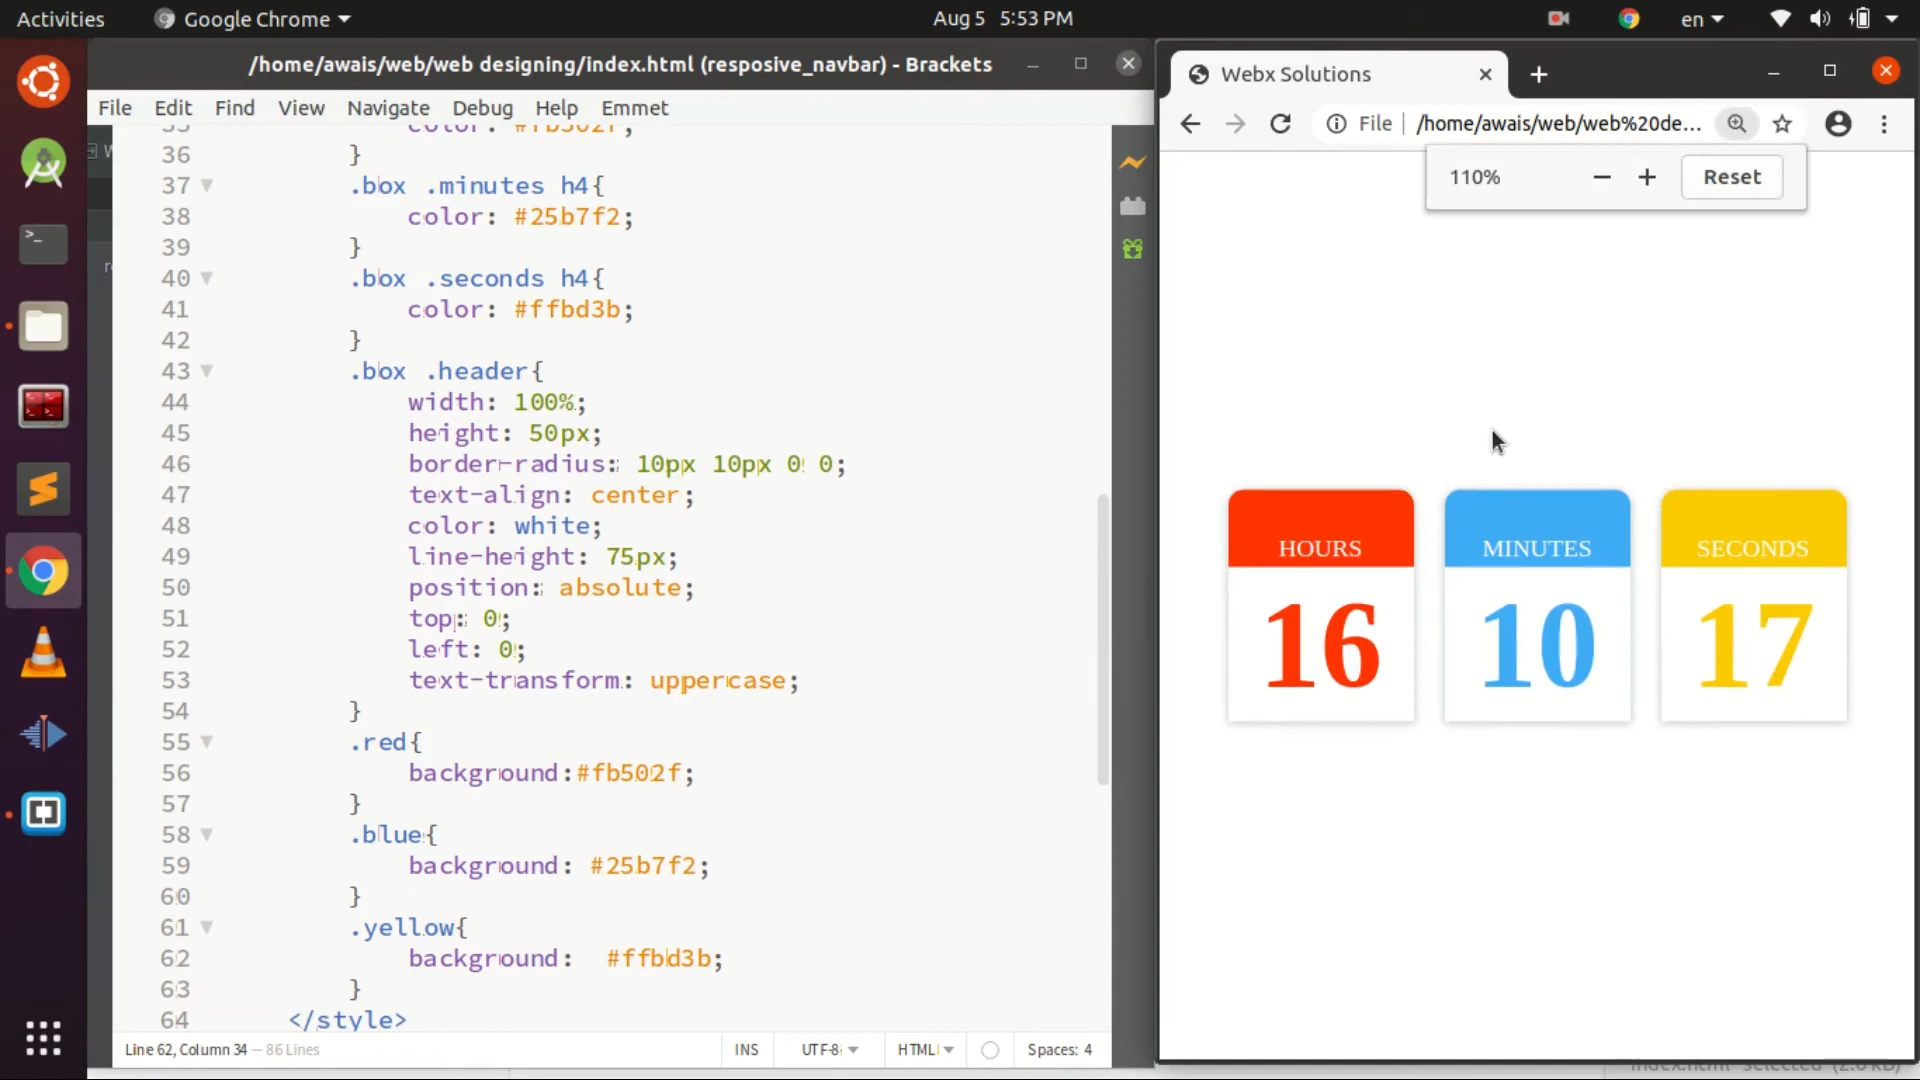 Activities
Google Chrome
Aug 5 5:53 PM
en
/home/awais/web/web designing/index.html (resposive_navbar) - Brackets
File Edit Find View Navigate Debug Help Emmet
35 color: #fb502f;
36 }
37 .box .minutes h4{
38 color: #25b7f2;
39 }
40 .box .seconds h4{
41 color: #ffbd3b;
42 }
43 .box .header{
44 width: 100%;
45 height: 50px;
46 border-radius: 10px 10px 0 0;
47 text-align: center;
48 color: white;
49 line-height: 75px;
50 position: absolute;
51 top: 0;
52 left: 0;
53 text-transform: uppercase;
54 }
55 .red{
56 background:#fb502f;
57 }
58 .blue{
59 background: #25b7f2;
60 }
61 .yellow{
62 background: #ffbd3b;
63 }
64 </style>
Line 62, Column 34 — 86 Lines
INS
UTF-8
HTML
Spaces: 4
Webx Solutions
File
/home/awais/web/web%20de...
110%
Reset
HOURS
16
MINUTES
10
SECONDS
17